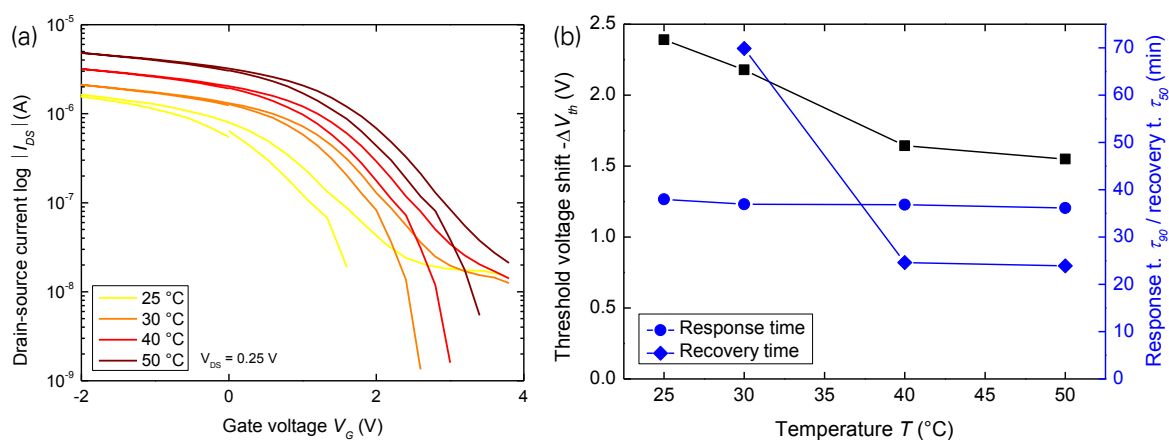 (a)
Drain-source current log | I_DS | (A)
10^-5
10^-6
10^-7
10^-8
10^-9
25 °C
30 °C
40 °C
50 °C
V_DS = 0.25 V
-2
0
2
4
Gate voltage V_G (V)
(b)
Threshold voltage shift -ΔV_th (V)
2.5
2.0
1.5
1.0
0.5
0.0
Response time
Recovery time
25
30
35
40
45
50
Temperature T (°C)
70
60
50
40
30
20
10
0
Response t. τ_90 / recovery t. τ_50 (min)